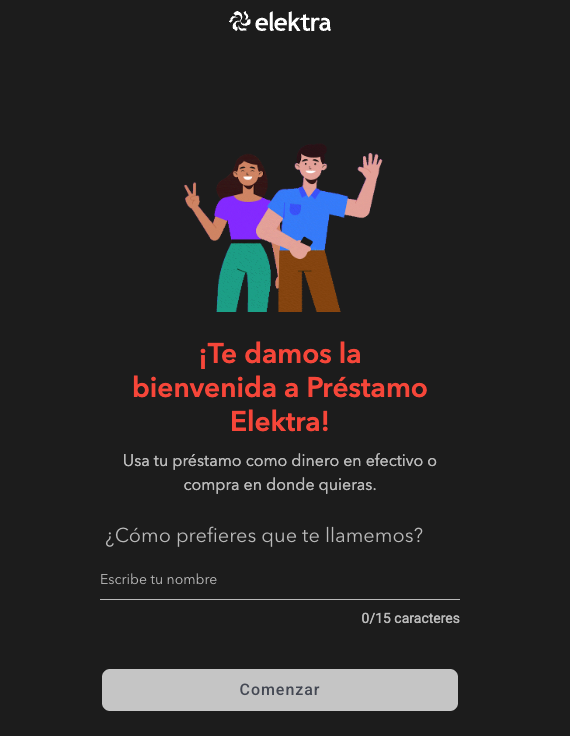 elektra
¡Te damos la
bienvenida a Préstamo
Elektra!
Usa tu préstamo como dinero en efectivo o
compra en donde quieras.
¿Cómo prefieres que te llamemos?
Escribe tu nombre
0/15 caracteres
Comenzar